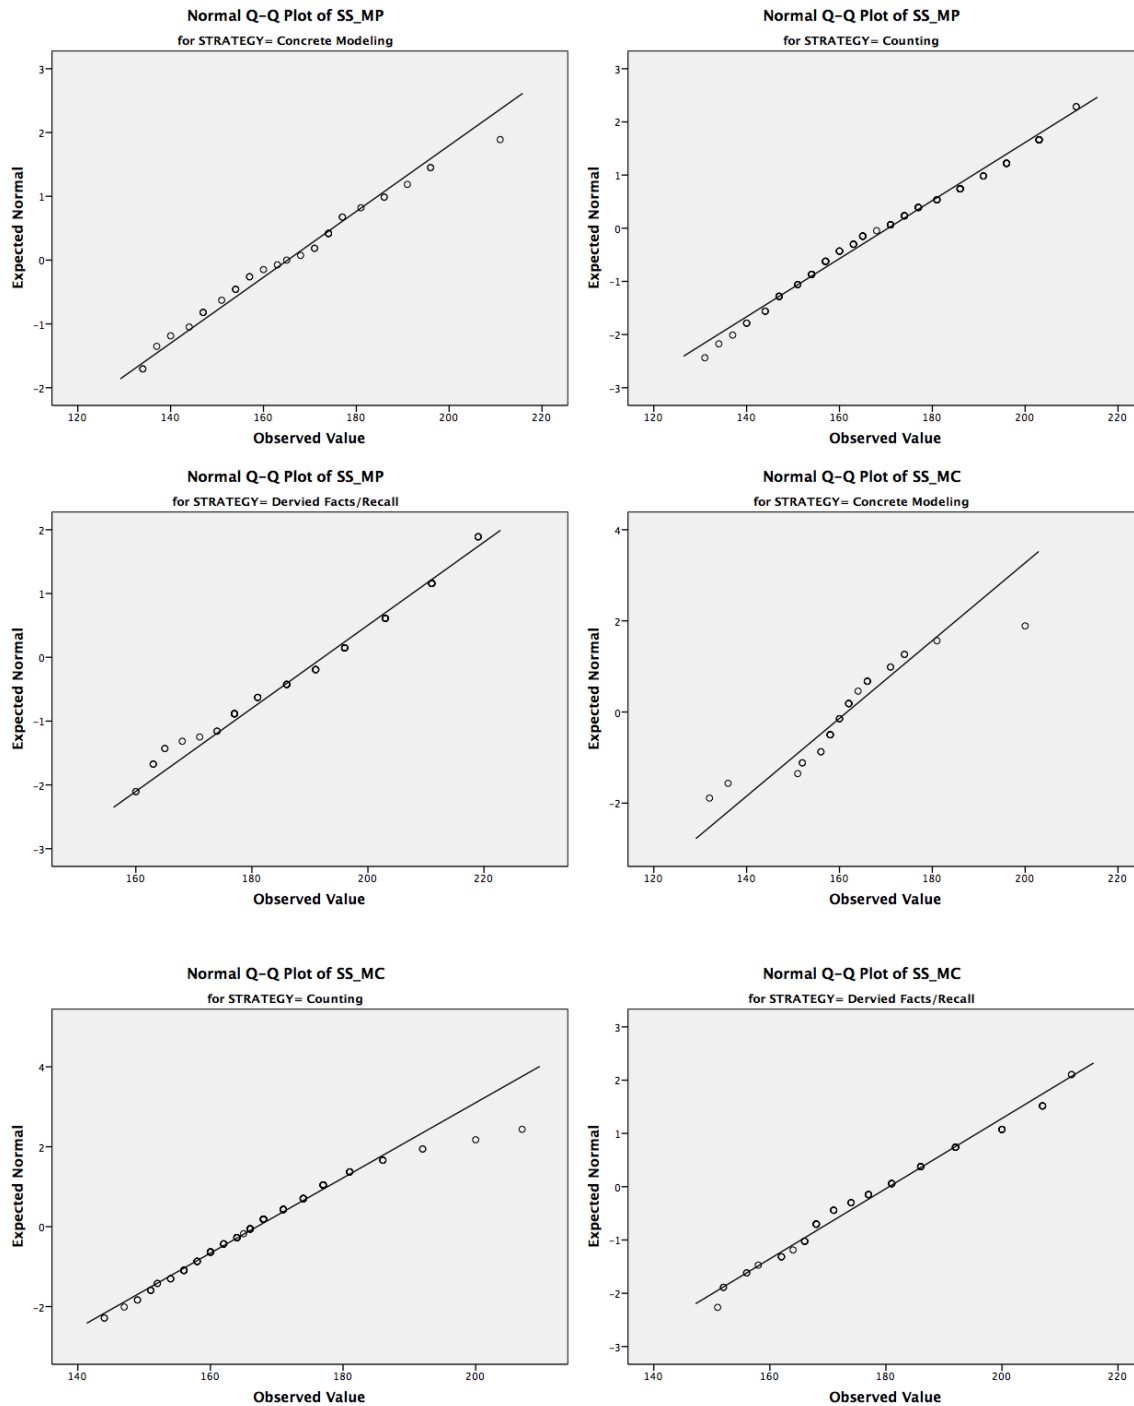 Normal Q-Q Plot of SS_MP
for STRATEGY= Concrete Modeling
3
2
1
0
−1
−2
Expected Normal
120 140 160 180 200 220
Observed Value
Normal Q-Q Plot of SS_MP
for STRATEGY= Counting
3
2
1
0
−1
−2
−3
Expected Normal
120 140 160 180 200 220
Observed Value
Normal Q-Q Plot of SS_MP
for STRATEGY= Dervied Facts/Recall
2
1
0
−1
−2
−3
Expected Normal
160 180 200 220
Observed Value
Normal Q-Q Plot of SS_MC
for STRATEGY= Concrete Modeling
4
2
0
−2
Expected Normal
120 140 160 180 200 220
Observed Value
Normal Q-Q Plot of SS_MC
for STRATEGY= Counting
4
2
0
−2
Expected Normal
140 160 180 200
Observed Value
Normal Q-Q Plot of SS_MC
for STRATEGY= Dervied Facts/Recall
3
2
1
0
−1
−2
−3
Expected Normal
140 160 180 200 220
Observed Value